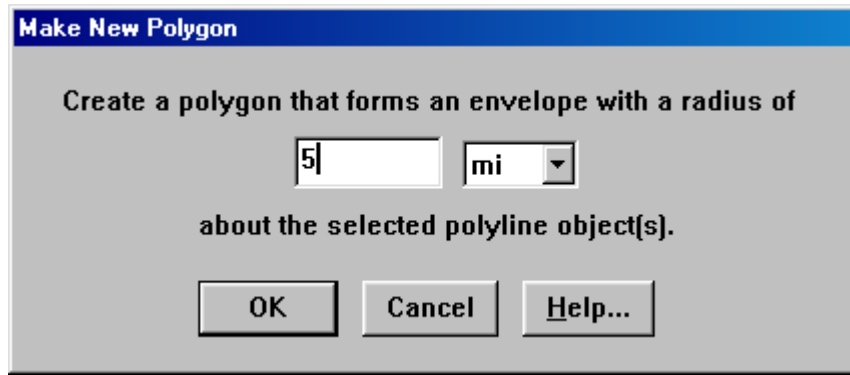 Make New Polygon
Create a polygon that forms an envelope with a radius of
5 mi
about the selected polyline object(s).
OK Cancel Help...